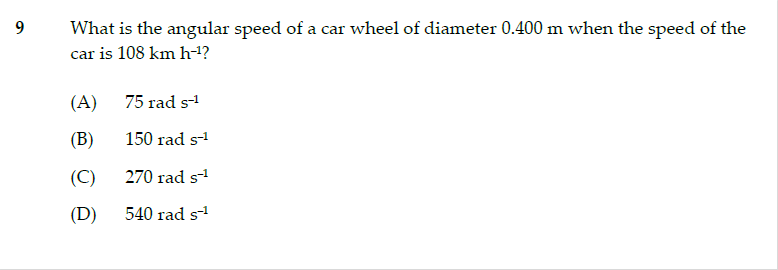 9 What is the angular speed of a car wheel of diameter 0.400 m when the speed of the
car is 108 km h⁻¹?
(A) 75 rad s⁻¹
(B) 150 rad s⁻¹
(C) 270 rad s⁻¹
(D) 540 rad s⁻¹